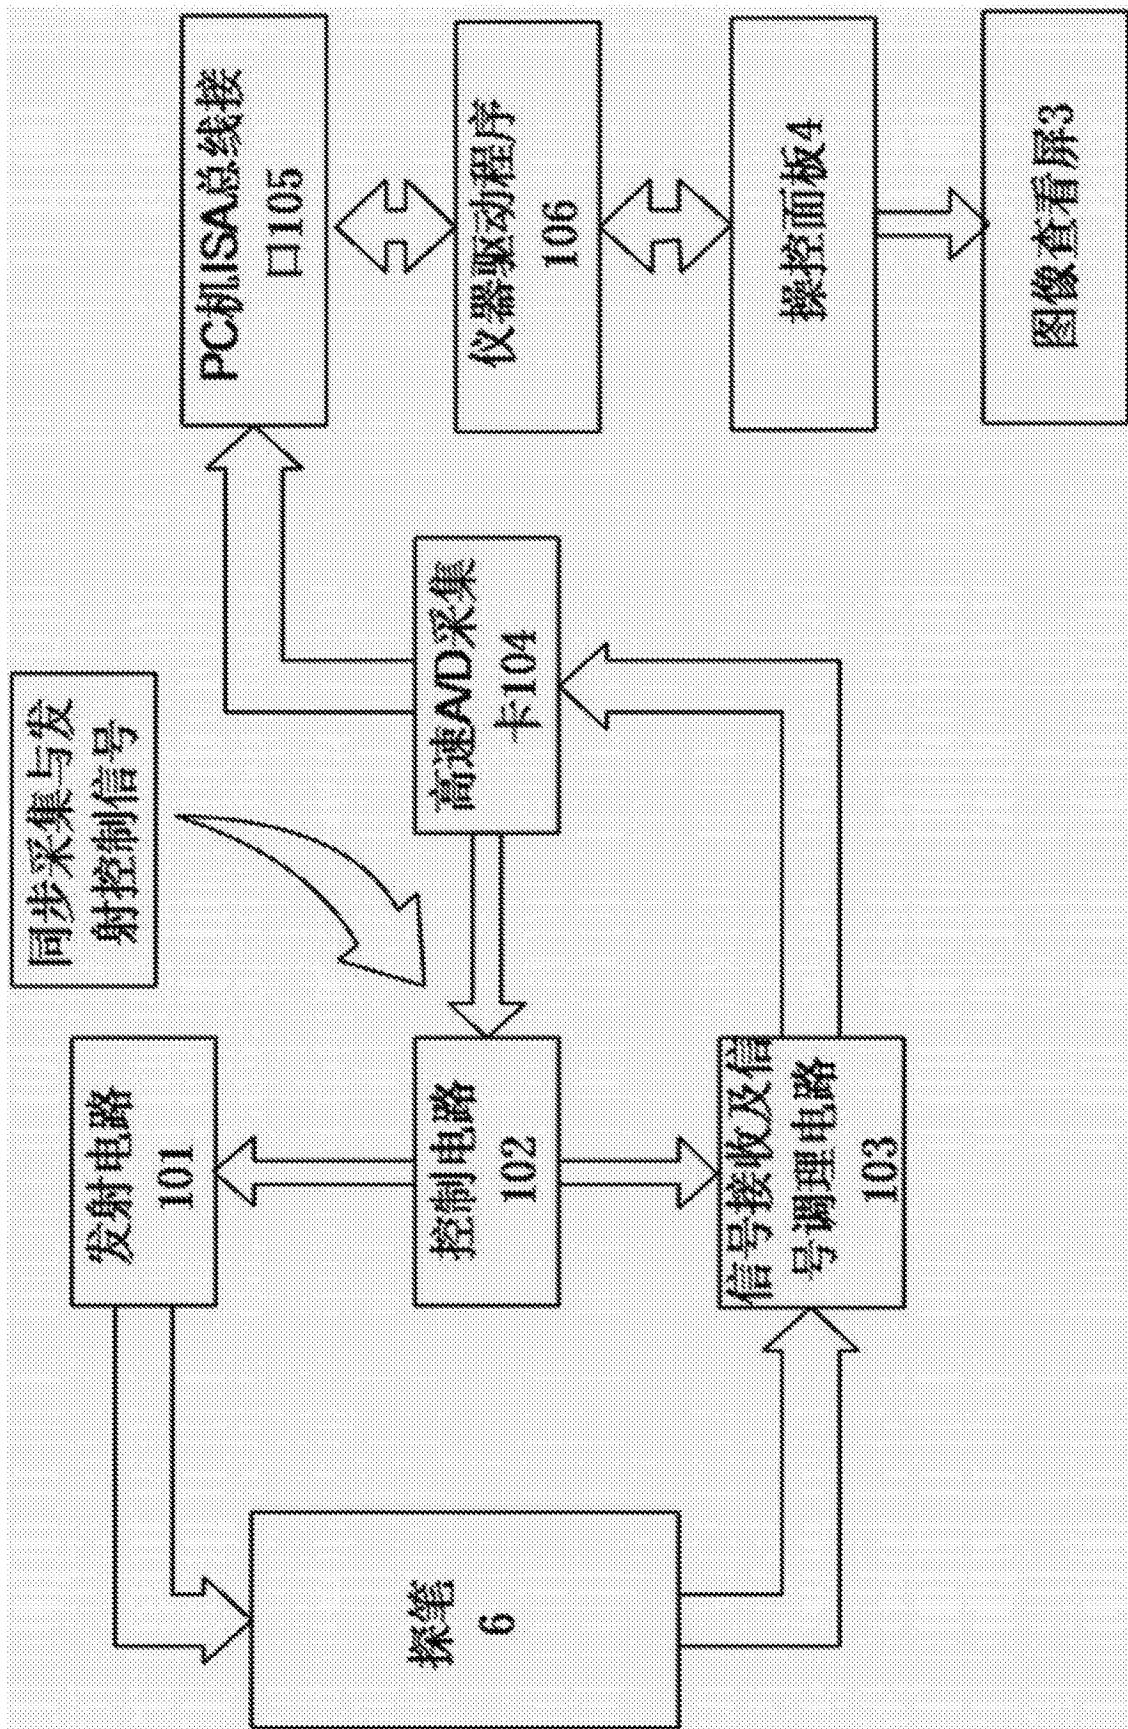 探笔
6
发射电路
101
控制电路
102
信号接收及信
号调理电路
103
同步采集与发
射控制信号
高速A/D采集
卡104
PC机ISA总线接
口105
仪器驱动程序
106
操控面板4
图像查看屏3